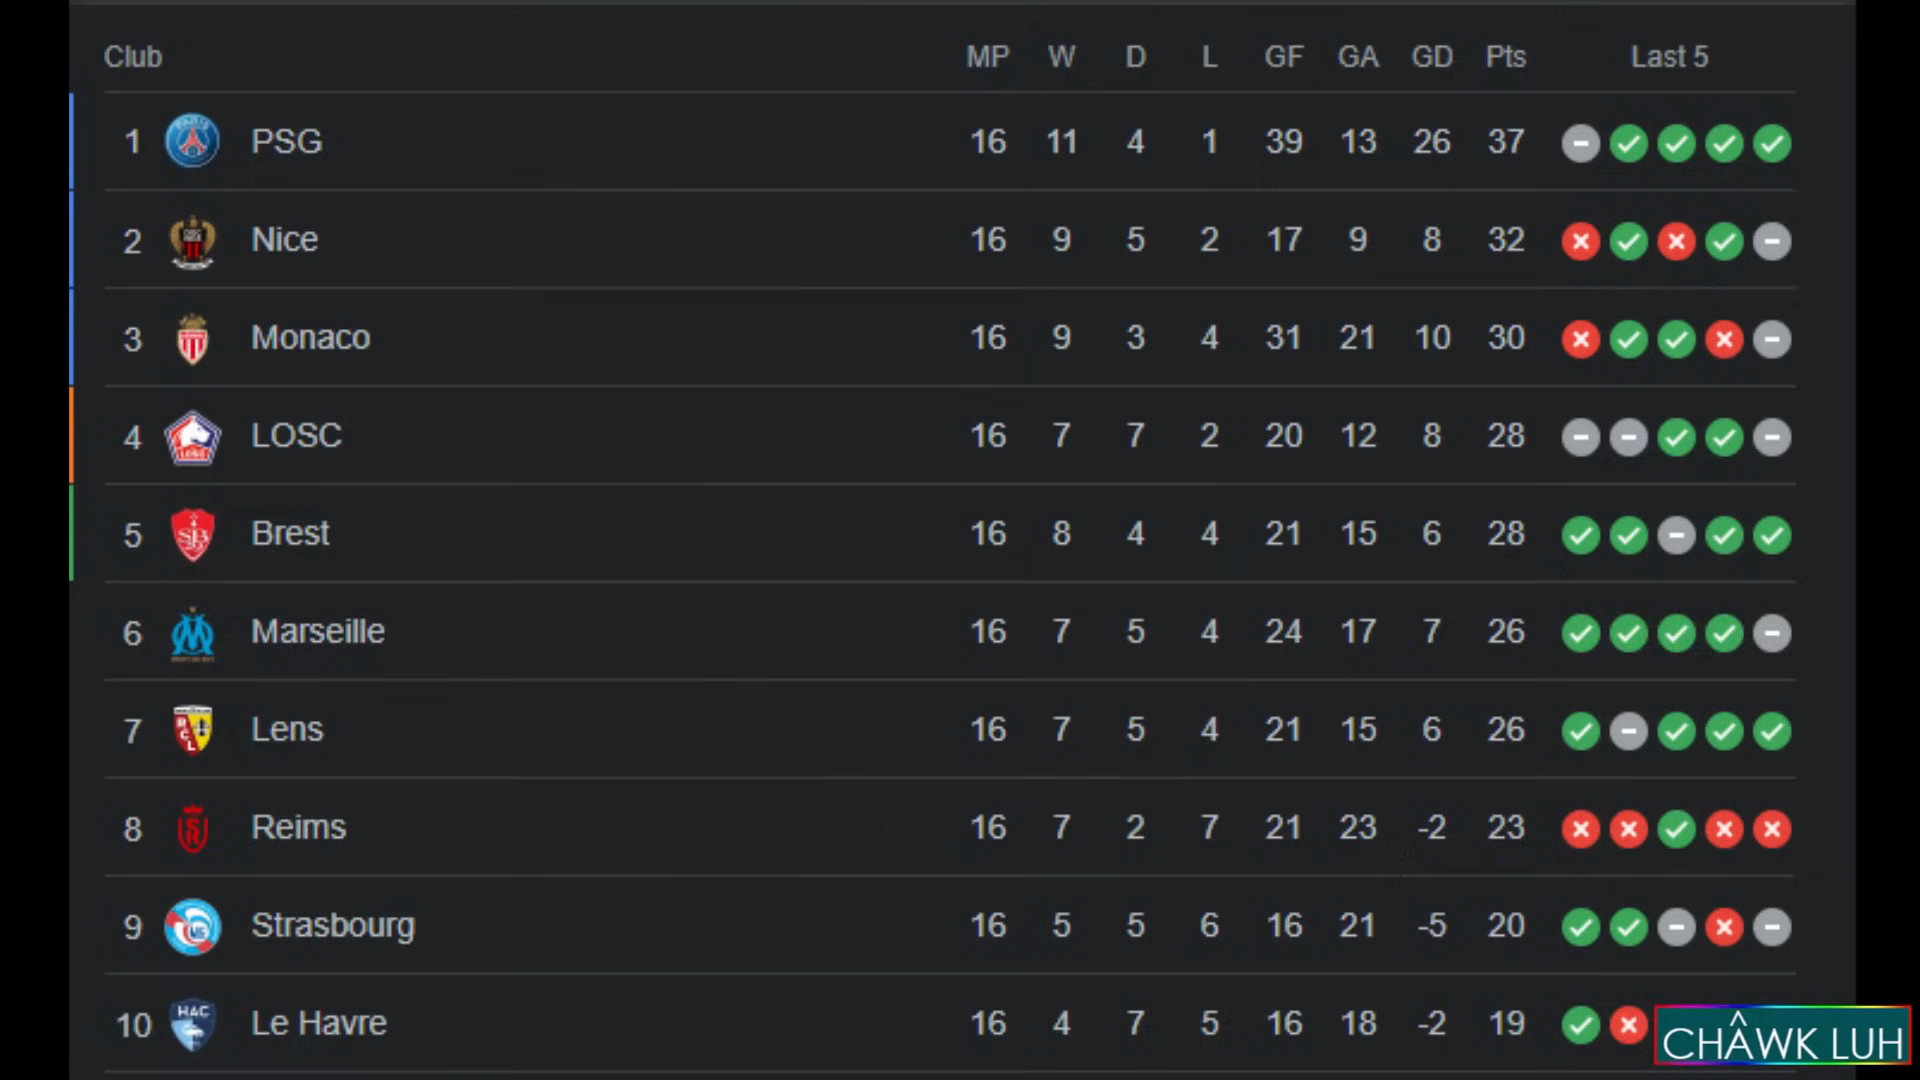 Club MP W D L GF GA GD Pts Last 5
1 PSG 16 11 4 1 39 13 26 37
2 Nice 16 9 5 2 17 9 8 32
3 Monaco 16 9 3 4 31 21 10 30
4 LOSC 16 7 7 2 20 12 8 28
5 Brest 16 8 4 4 21 15 6 28
6 Marseille 16 7 5 4 24 17 7 26
7 Lens 16 7 5 4 21 15 6 26
8 Reims 16 7 2 7 21 23 -2 23
9 Strasbourg 16 5 5 6 16 21 -5 20
10 HAC Le Havre 16 4 7 5 16 18 -2 19
CHÂWK LUH